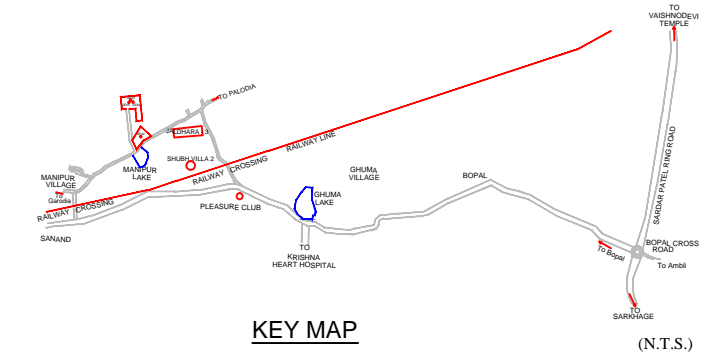 TO
VAISHNODEVI
TEMPLE
TO PALODIA
JALDHARA 3
SHUBH VILLA 2
RAILWAY LINE
RAILWAY CROSSING
MANIPUR
LAKE
MANIPUR
VILLAGE
To
Garodia
RAILWAY CROSSING
SANAND
PLEASURE CLUB
GHUMA
VILLAGE
GHUMA
LAKE
BOPAL
SARDAR PATEL RING ROAD
TO
KRISHNA
HEART HOSPITAL
BOPAL CROSS
ROAD
To Bopal
To Ambli
TO
SARKHAGE
KEY MAP
(N.T.S.)